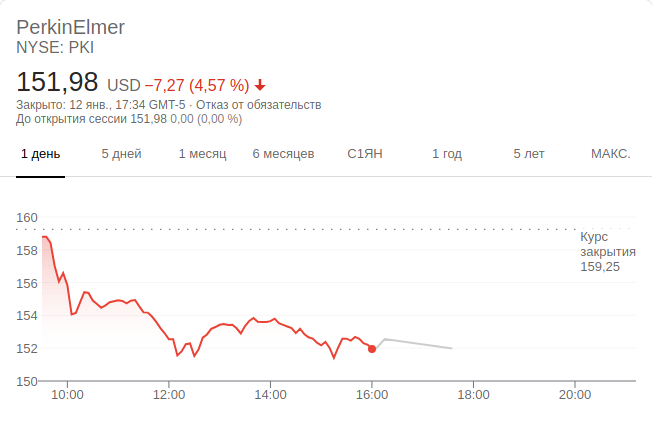 PerkinElmer
NYSE: PKI
151,98 USD −7,27 (4,57 %)
Закрыто: 12 янв., 17:34 GMT-5 · Отказ от обязательств
До открытия сессии 151,98 0,00 (0,00 %)
1 день 5 дней 1 месяц 6 месяцев С1ЯН 1 год 5 лет МАКС.
160
Курс
158
закрытия
159,25
156
154
152
150
10:00 12:00 14:00 16:00 18:00 20:00